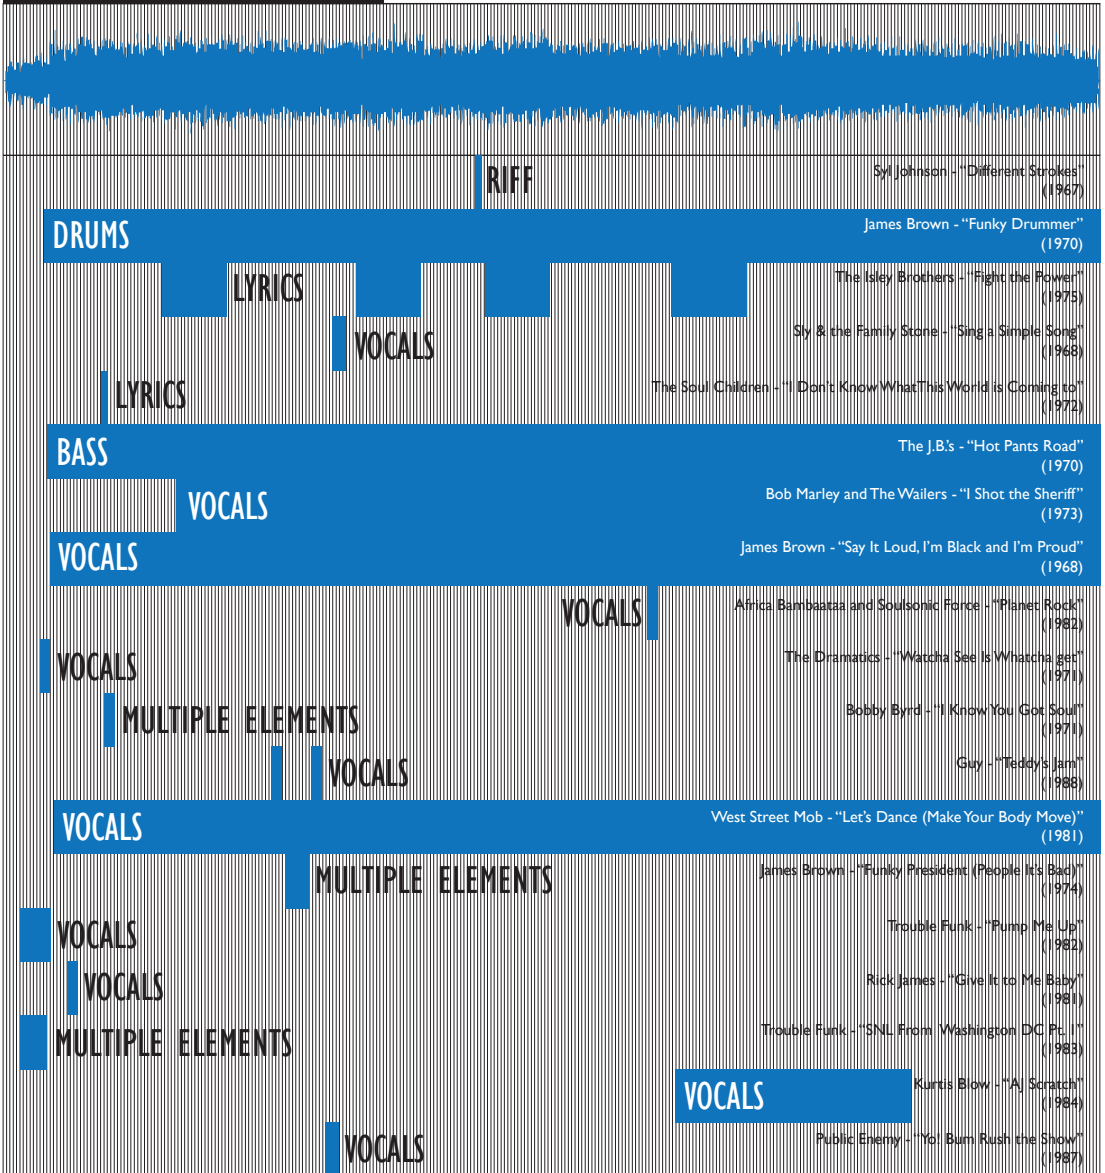 RIFF
Syl Johnson - “Different Strokes”
(1967)
DRUMS
James Brown - “Funky Drummer”
(1970)
LYRICS
The Isley Brothers - “Fight the Power”
(1975)
VOCALS
Sly & the Family Stone - “Sing a Simple Song”
(1968)
LYRICS
The Soul Children - “I Don’t Know WhatThis World is Coming to”
(1972)
BASS
The J.B.’s - “Hot Pants Road”
(1970)
VOCALS
Bob Marley and The Wailers - “I Shot the Sheriff”
(1973)
VOCALS
James Brown - “Say It Loud, I’m Black and I’m Proud”
(1968)
VOCALS
Africa Bambaataa and Soulsonic Force - “Planet Rock”
(1982)
VOCALS
The Dramatics - “Watcha See Is Whatcha get”
(1971)
MULTIPLE ELEMENTS
Bobby Byrd - “I Know You Got Soul”
(1971)
VOCALS
Guy - “Teddy’s Jam”
(1988)
VOCALS
West Street Mob - “Let’s Dance (Make Your Body Move)”
(1981)
MULTIPLE ELEMENTS
James Brown - “Funky President (People It’s Bad)”
(1974)
VOCALS
Trouble Funk - “Pump Me Up”
(1982)
VOCALS
Rick James - “Give It to Me Baby”
(1981)
MULTIPLE ELEMENTS
Trouble Funk - “SNL From Washington DC Pt. 1”
(1983)
VOCALS
Kurtis Blow - “AJ Scratch”
(1984)
VOCALS
Public Enemy - “Yo! Bum Rush the Show”
(1987)